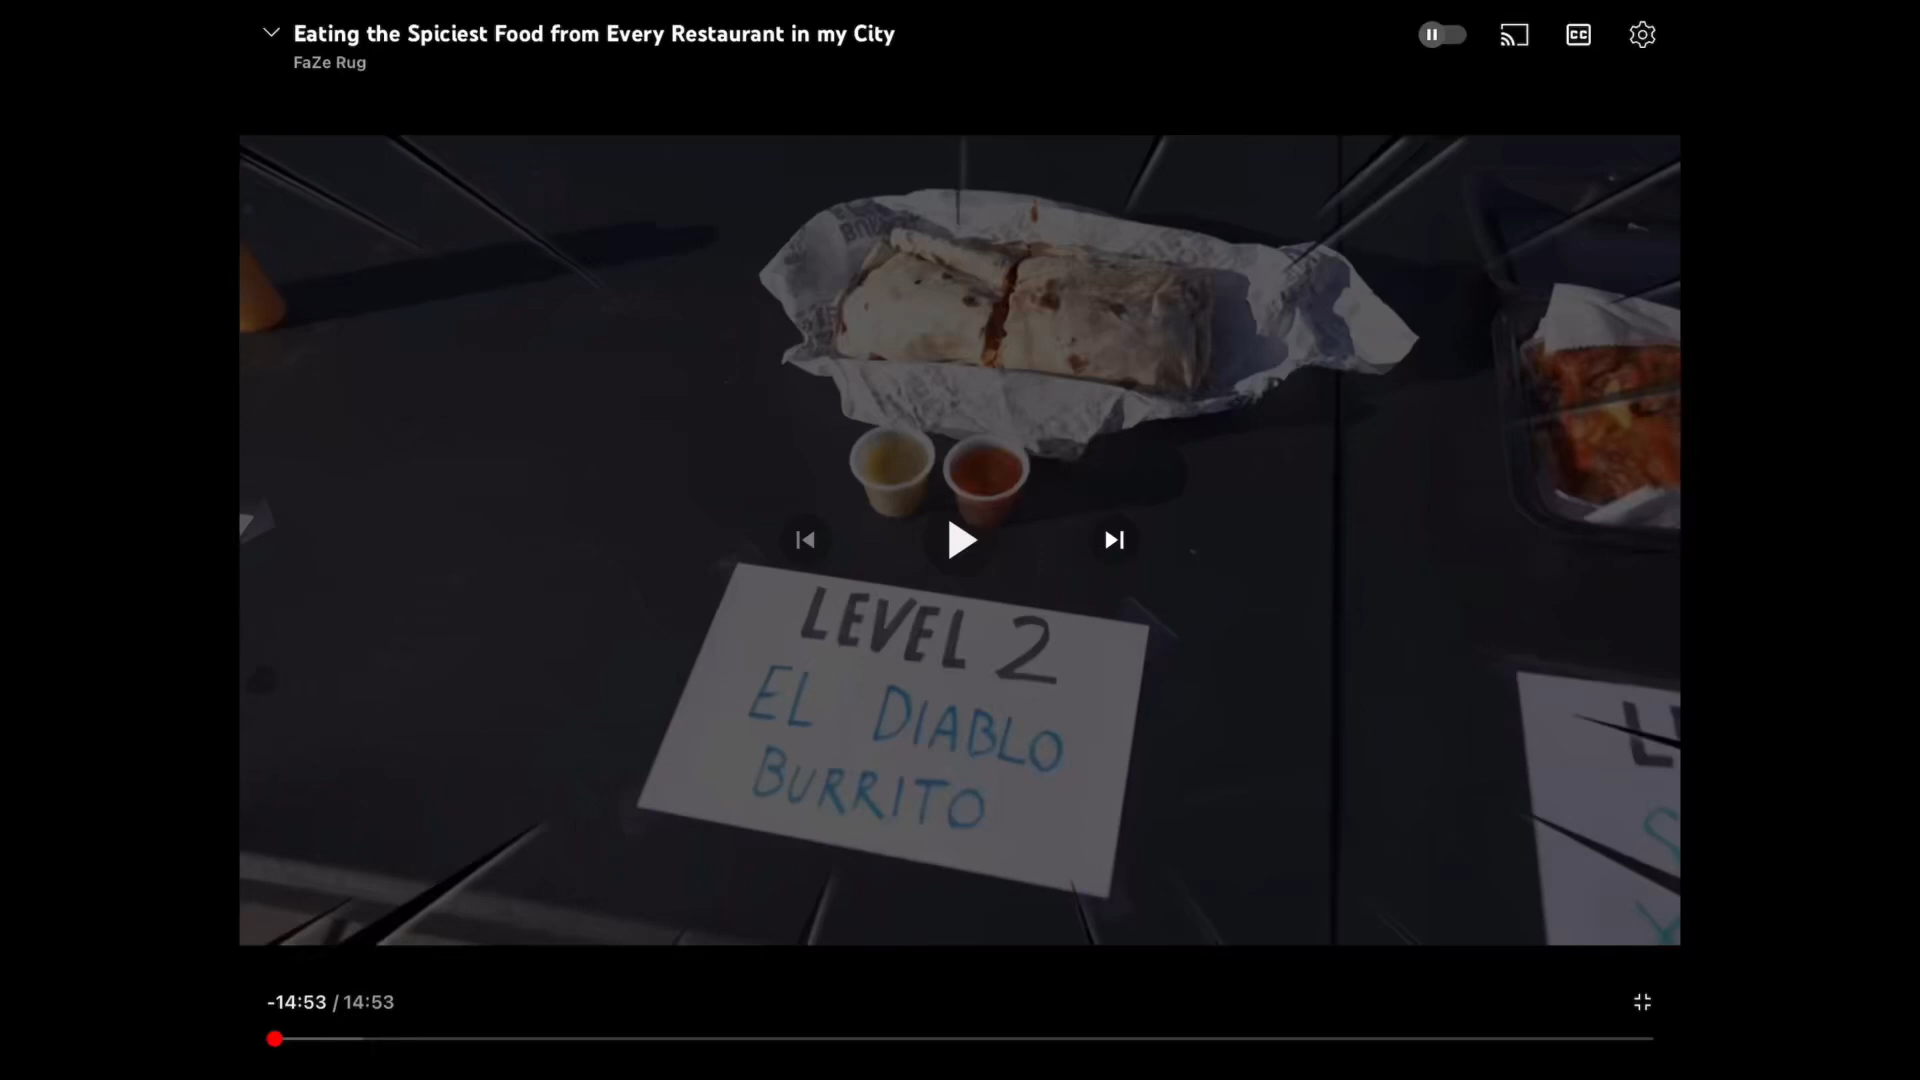 Eating the Spiciest Food from Every Restaurant in my City
FaZe Rug
CC
LEVEL 2
EL DIABLO
BURRITO
-14:53 / 14:53